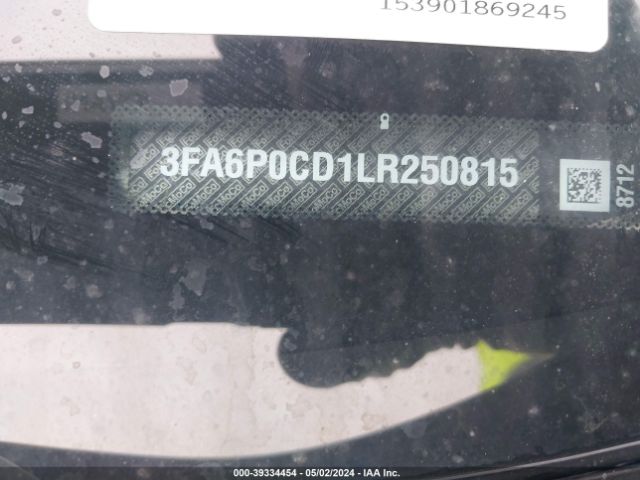 153901869245
3FA6P0CD1LR250815
8712
000-39334454 - 05/02/2024 - IAA Inc.